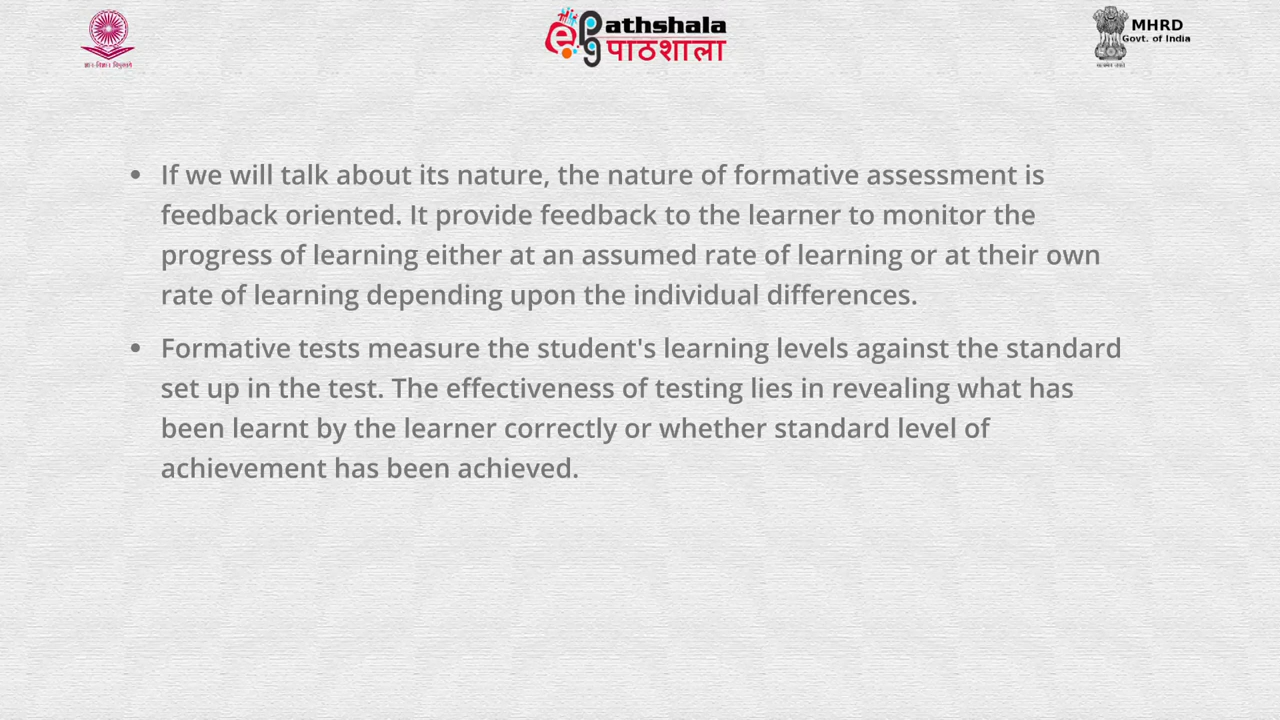 ePG Pathshala
पाठशाला
MHRD
Govt. of India
• If we will talk about its nature, the nature of formative assessment is
feedback oriented. It provide feedback to the learner to monitor the
progress of learning either at an assumed rate of learning or at their own
rate of learning depending upon the individual differences.
• Formative tests measure the student's learning levels against the standard
set up in the test. The effectiveness of testing lies in revealing what has
been learnt by the learner correctly or whether standard level of
achievement has been achieved.